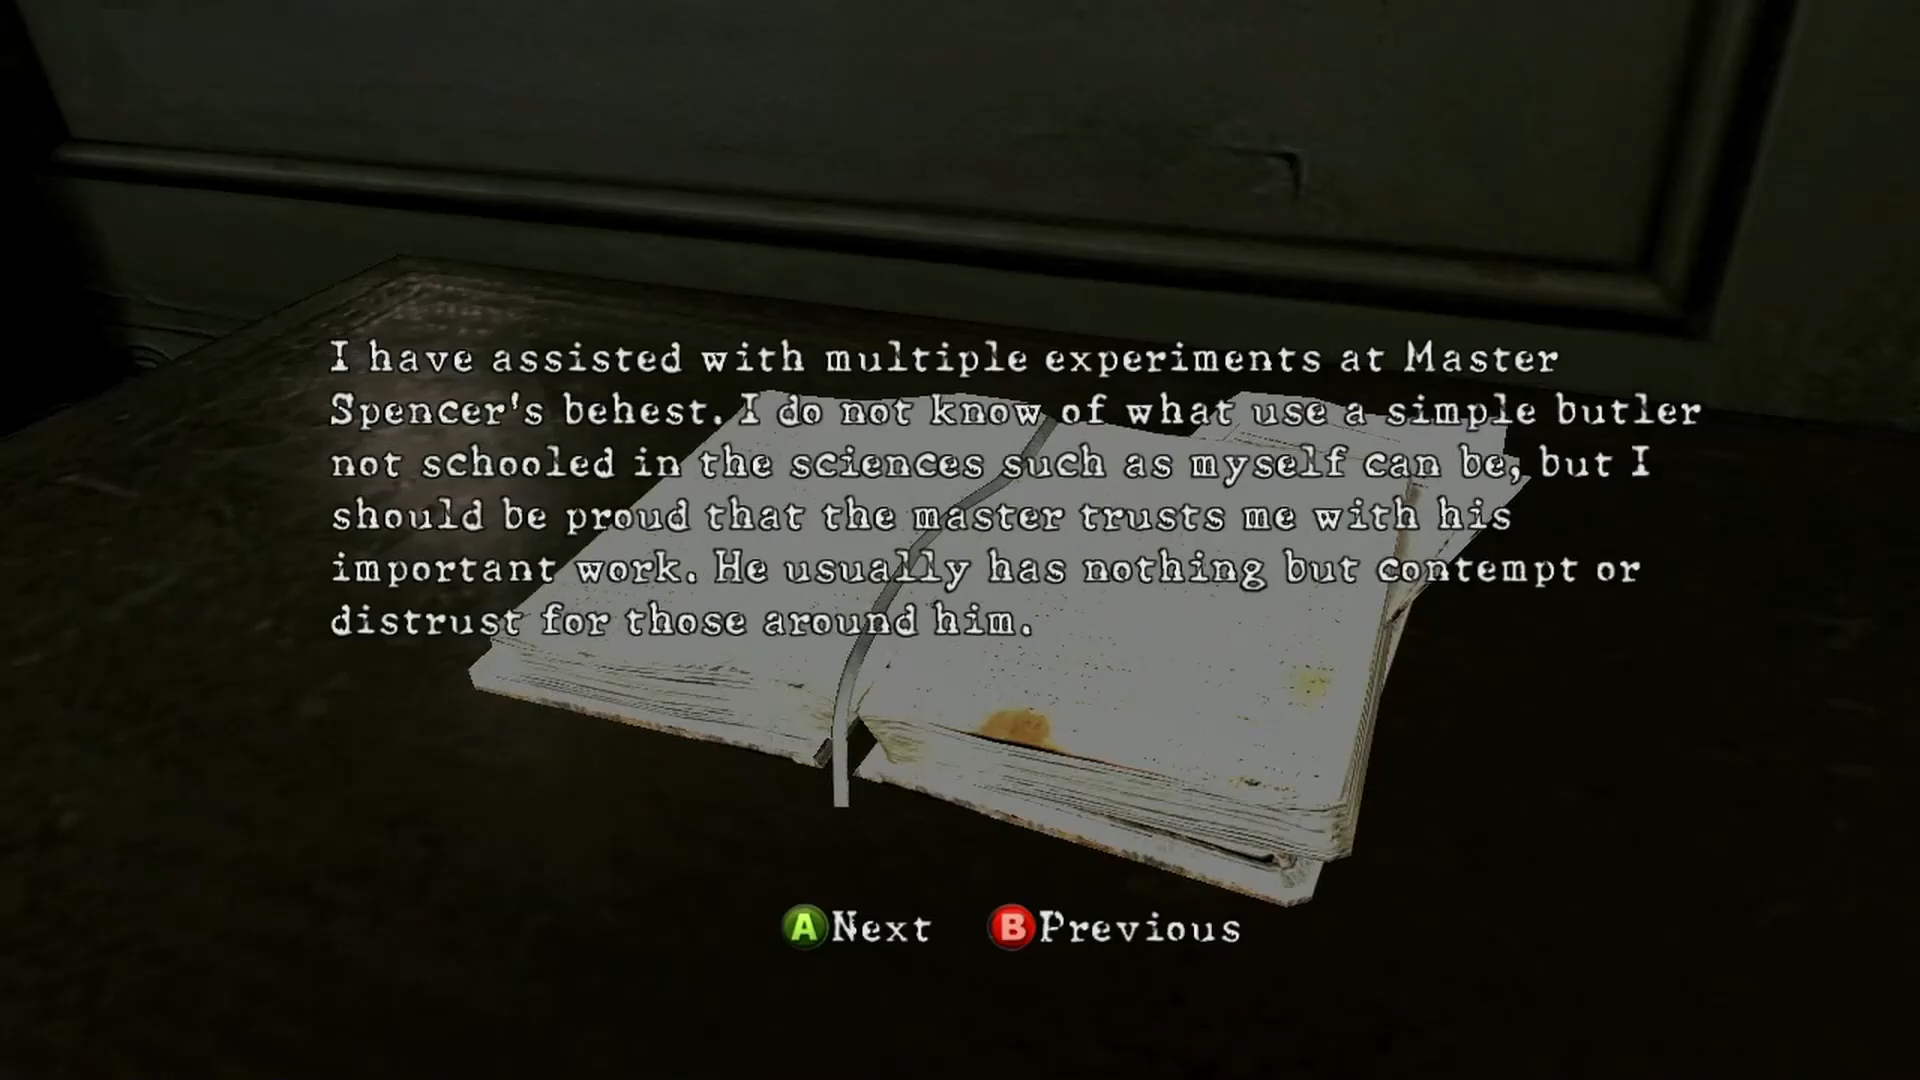 I have assisted with multiple experiments at Master
Spencer's behest. I do not know of what use a simple butler
not schooled in the sciences such as myself can be, but I
should be proud that the master trusts me with his
important work. He usually has nothing but contempt or
distrust for those around him.
A Next B Previous